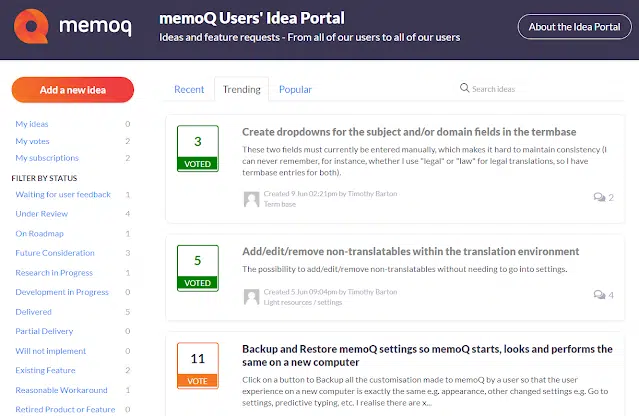 memoq
memoQ Users' Idea Portal
Ideas and feature requests - From all of our users to all of our users
About the Idea Portal
Add a new idea
My ideas 0
My votes 2
My subscriptions 2
FILTER BY STATUS
Waiting for user feedback 1
Under Review 4
On Roadmap 1
Future Consideration 3
Research in Progress 1
Development in Progress 0
Delivered 5
Partial Delivery 0
Will not implement 0
Existing Feature 2
Reasonable Workaround 1
Retired Product or Feature 0
Recent Trending Popular Search ideas
3
VOTED
Create dropdowns for the subject and/or domain fields in the termbase
These two fields must currently be entered manually, which makes it hard to maintain consistency (I
can never remember, for instance, whether I use "legal" or "law" for legal translations, so I have
termbase entries for both).
Created 9 Jun 02:21pm by Timothy Barton
Term base
2
5
VOTED
Add/edit/remove non-translatables within the translation environment
The possibility to add/edit/remove non-translatables without needing to go into settings.
Created 5 Jun 09:04pm by Timothy Barton
Light resources / settings
4
11
VOTE
Backup and Restore memoQ settings so memoQ starts, looks and performs the
same on a new computer
Click on a button to Backup all the customisation made to memoQ by a user so that the user
experience on a new computer is exactly the same e.g. appearance, other changed settings e.g. Go to
settings, predictive typing, etc. I realise there are x...